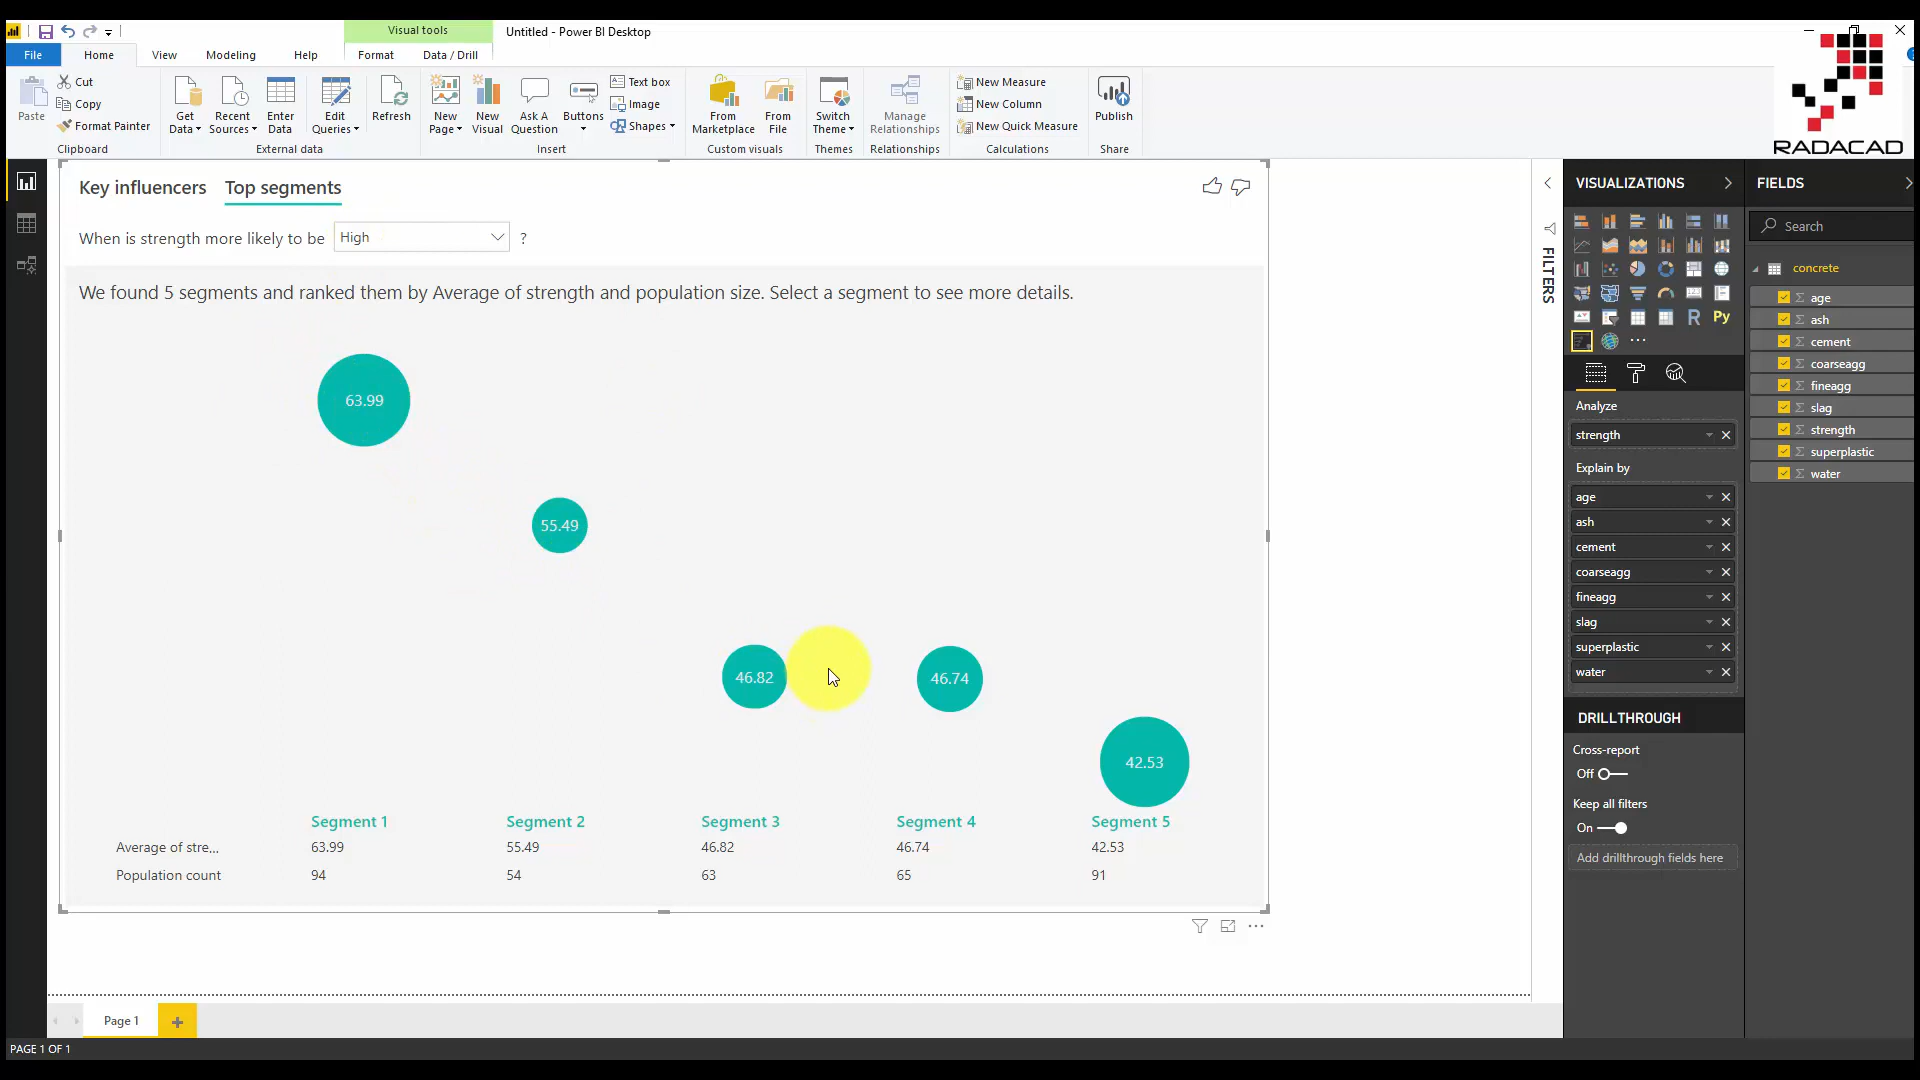 Visual tools
Untitled - Power BI Desktop
File
Home
View
Modeling
Help
Format
Data / Drill
Paste
Cut
Copy
Format Painter
Clipboard
Get Data
Recent Sources
Enter Data
Edit Queries
Refresh
External data
New Page
New Visual
Ask A Question
Buttons
Text box
Image
Shapes
Insert
From Marketplace
From File
Custom visuals
Switch Theme
Themes
Manage Relationships
Relationships
New Measure
New Column
New Quick Measure
Calculations
Publish
Share
RADACAD
Key influencers
Top segments
When is strength more likely to be
High
?
We found 5 segments and ranked them by Average of strength and population size. Select a segment to see more details.
63.99
55.49
46.82
46.74
42.53
Segment 1
Segment 2
Segment 3
Segment 4
Segment 5
Average of stre...
63.99
55.49
46.82
46.74
42.53
Population count
94
54
63
65
91
FILTERS
VISUALIZATIONS
R
Py
Analyze
strength
Explain by
age
ash
cement
coarseagg
fineagg
slag
superplastic
water
DRILLTHROUGH
Cross-report
Off
Keep all filters
On
Add drillthrough fields here
FIELDS
Search
concrete
age
ash
cement
coarseagg
fineagg
slag
strength
superplastic
water
Page 1
PAGE 1 OF 1